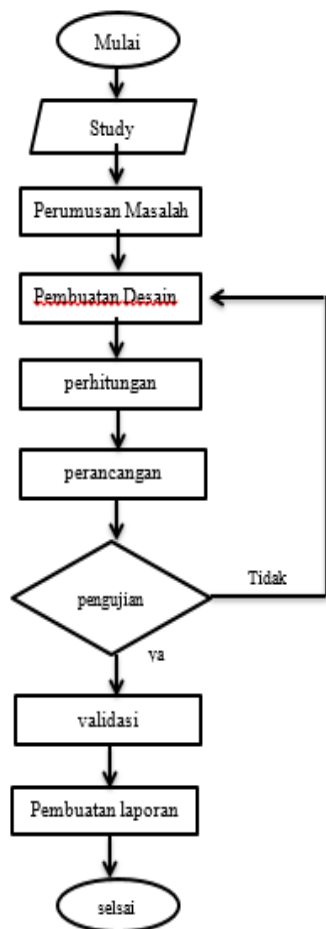 Mulai
Study
Perumusan Masalah
Pembuatan Desain
perhitungan
perancangan
pengujian
Tidak
ya
validasi
Pembuatan laporan
selsai